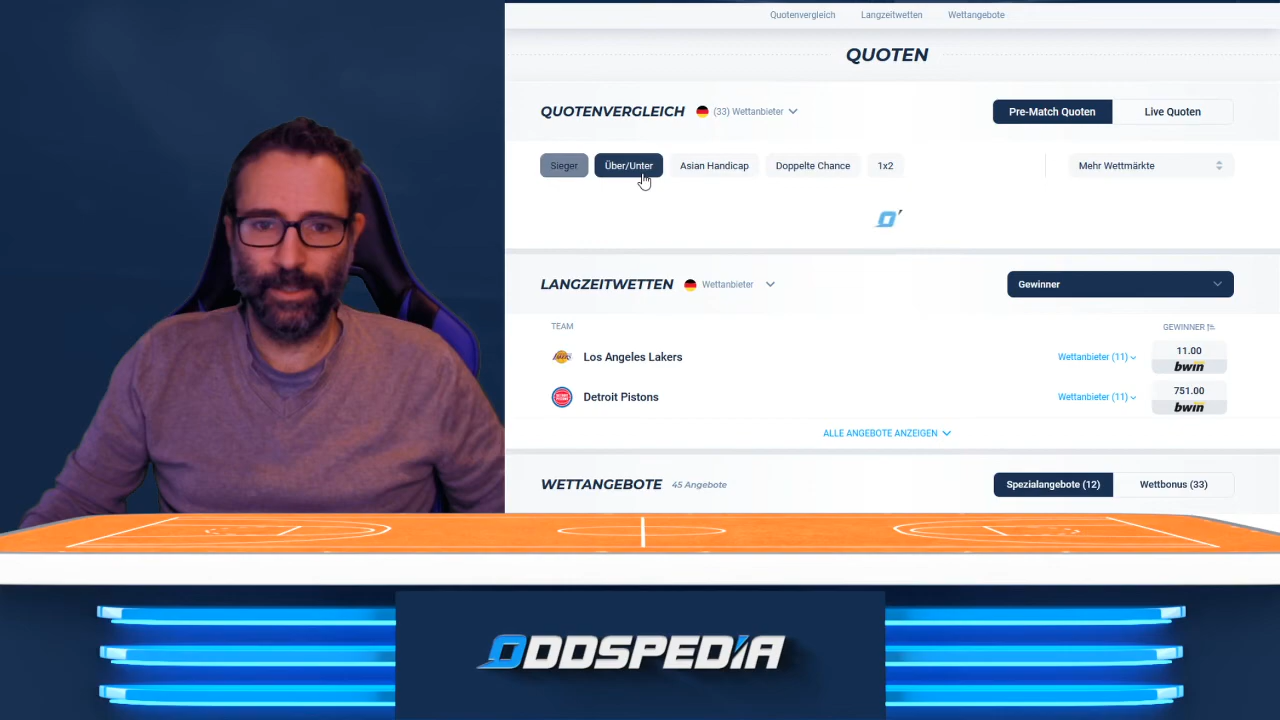 Quotenvergleich Langzeitwetten Wettangebote
QUOTEN
QUOTENVERGLEICH (33) Wettanbieter Pre-Match Quoten Live Quoten
Sieger Über/Unter Asian Handicap Doppelte Chance 1x2 Mehr Wettmärkte
LANGZEITWETTEN Wettanbieter Gewinner
TEAM GEWINNER
Los Angeles Lakers Wettanbieter (11) 11.00
bwin
Detroit Pistons Wettanbieter (11) 751.00
bwin
ALLE ANGEBOTE ANZEIGEN
WETTANGEBOTE 45 Angebote Spezialangebote (12) Wettbonus (33)
ODDSPEDIA